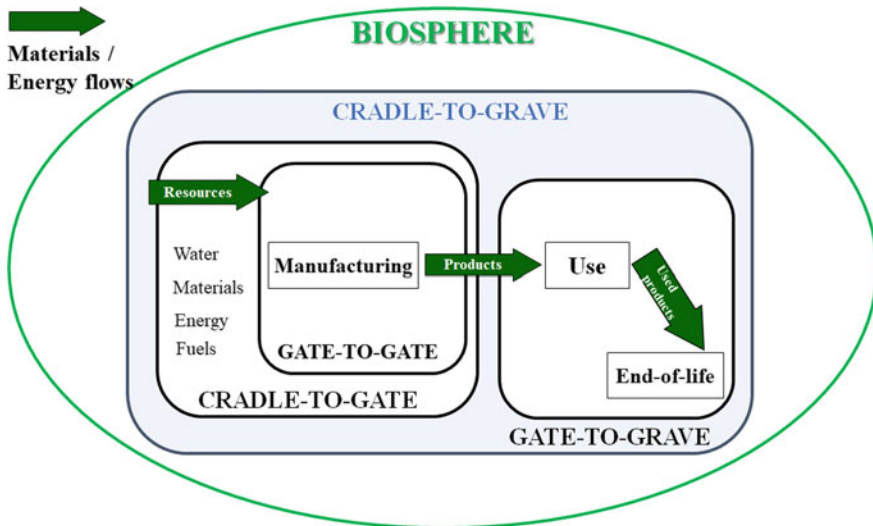 Materials /
Energy flows
BIOSPHERE
CRADLE-TO-GRAVE
Resources
Water
Materials
Energy
Fuels
Manufacturing
GATE-TO-GATE
CRADLE-TO-GATE
Products
Use
Used
products
End-of-life
GATE-TO-GRAVE